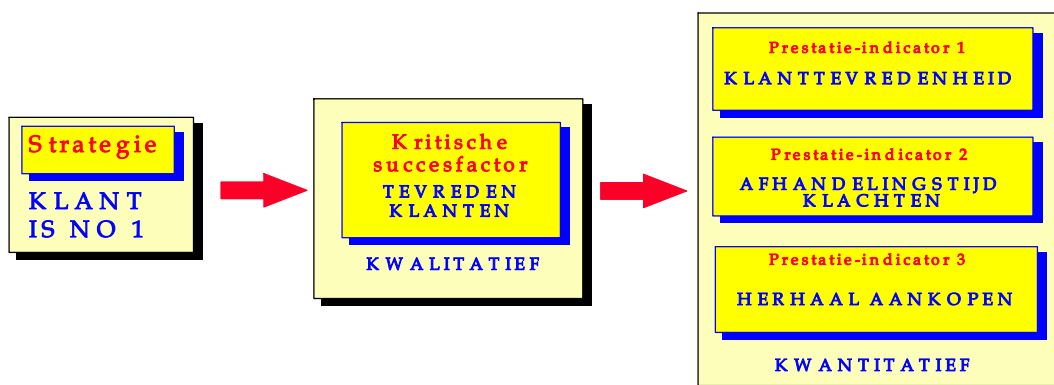 Strategie
KLANT
IS NO 1
Kritische
succesfactor
TEVREDEN
KLANTEN
KWALITATIEF
Prestatie-indicator 1
KLANTTEVREDENHEID
Prestatie-indicator 2
AFHANDELINGSTIJD
KLACHTEN
Prestatie-indicator 3
HERHAAL AANKOPEN
KWANTITATIEF